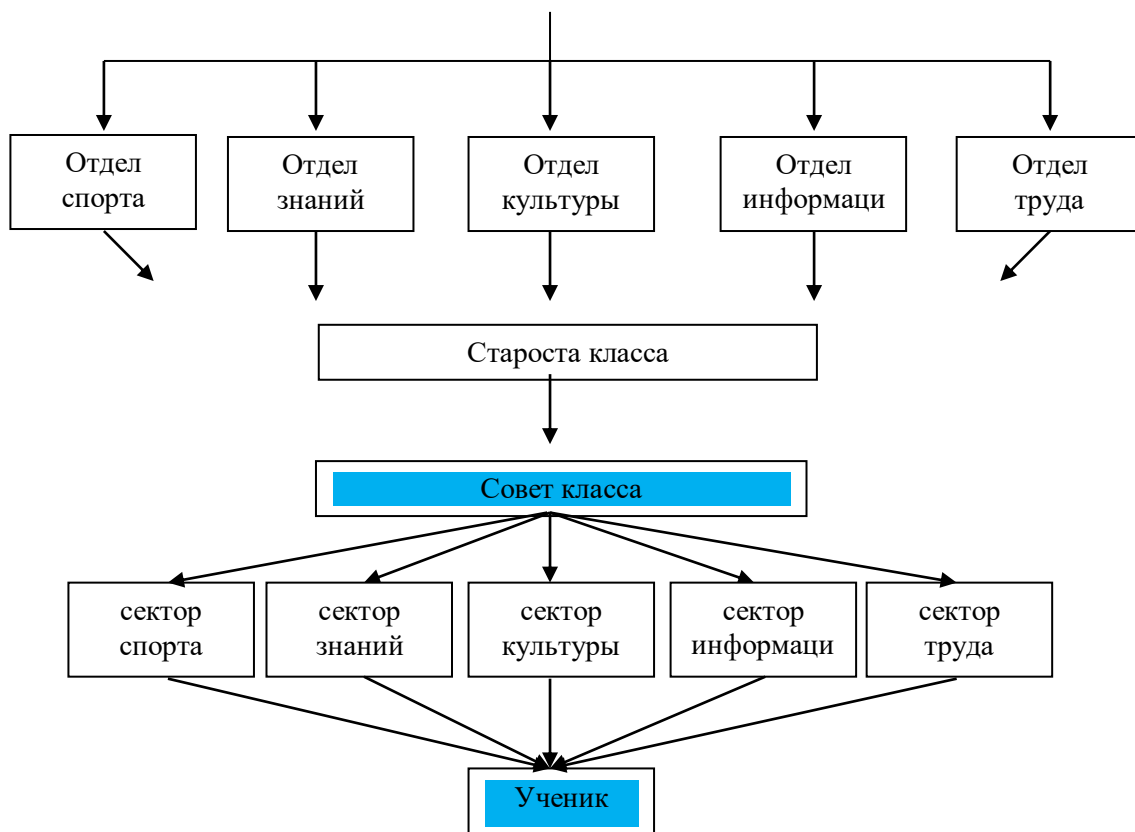 Отдел
спорта
Отдел
знаний
Отдел
культуры
Отдел
информаци
Отдел
труда
Староста класса
Совет класса
сектор
спорта
сектор
знаний
сектор
культуры
сектор
информаци
сектор
труда
Ученик